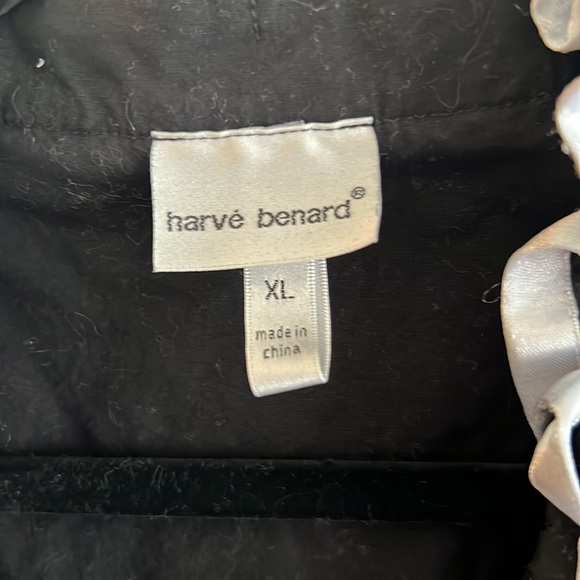 harvé benard®
XL
made in
china